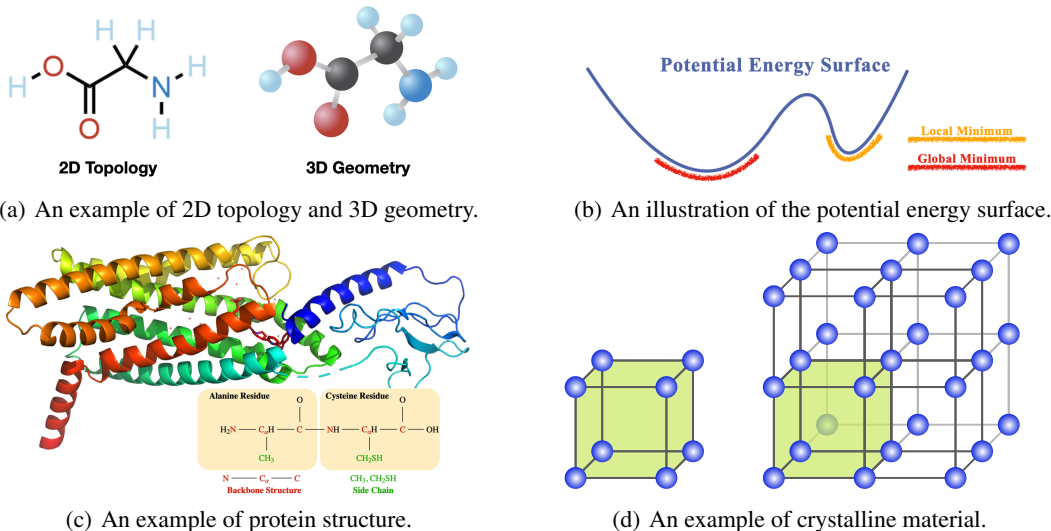 H H
H O N H
O H
2D Topology
3D Geometry
(a) An example of 2D topology and 3D geometry.
Potential Energy Surface
Local Minimum
Global Minimum
(b) An illustration of the potential energy surface.
Alanine Residue Cysteine Residue
O O
H₂N CαH C NH CαH C OH
CH₃ CH₂SH
N Cα C CH₃, CH₂SH
Backbone Structure Side Chain
(c) An example of protein structure.
(d) An example of crystalline material.